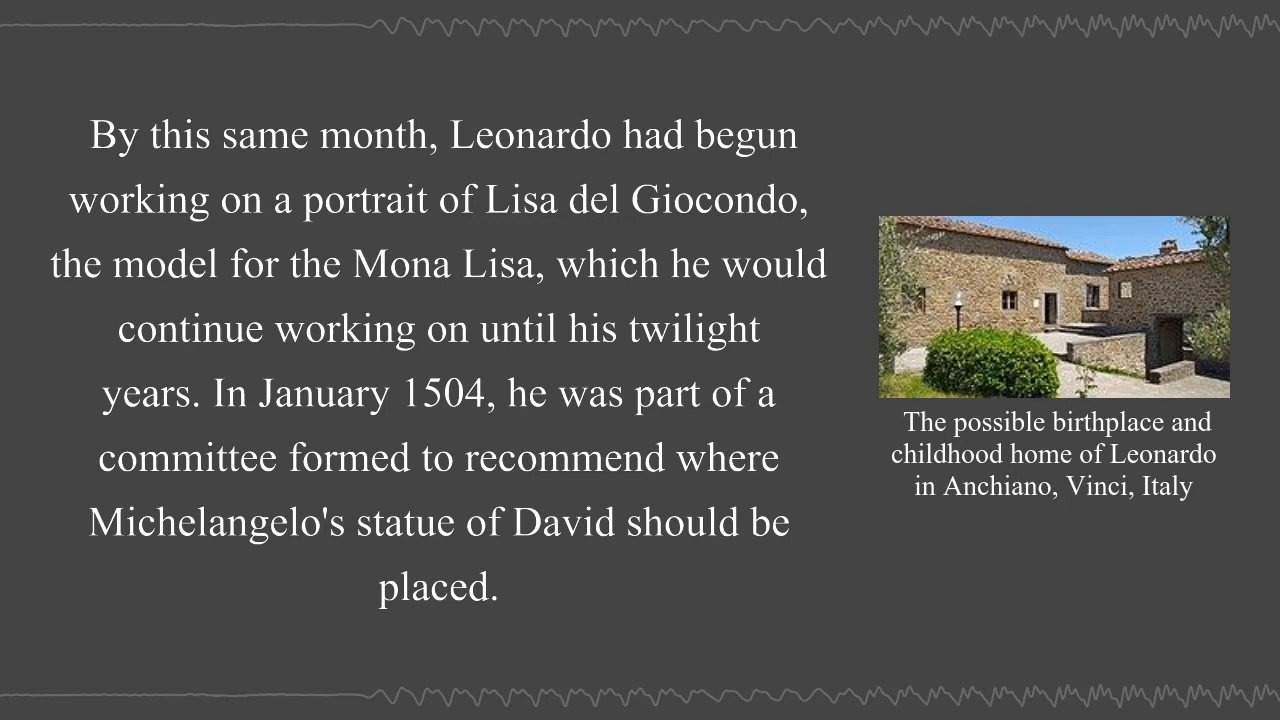 By this same month, Leonardo had begun
working on a portrait of Lisa del Giocondo,
the model for the Mona Lisa, which he would
continue working on until his twilight
years. In January 1504, he was part of a
committee formed to recommend where
Michelangelo's statue of David should be
placed.
The possible birthplace and
childhood home of Leonardo
in Anchiano, Vinci, Italy